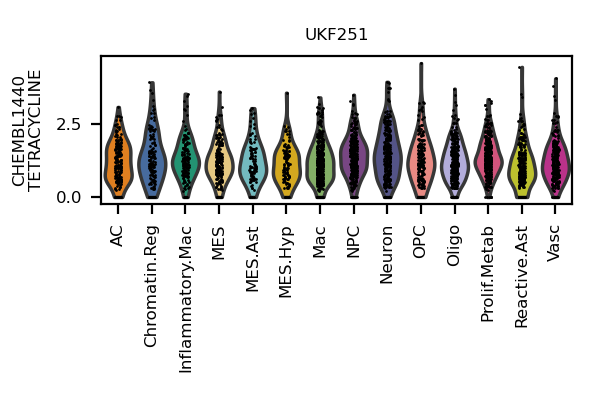 UKF251
CHEMBL1440
TETRACYCLINE
2.5
0.0
AC
Chromatin.Reg
Inflammatory.Mac
MES
MES.Ast
MES.Hyp
Mac
NPC
Neuron
OPC
Oligo
Prolif.Metab
Reactive.Ast
Vasc